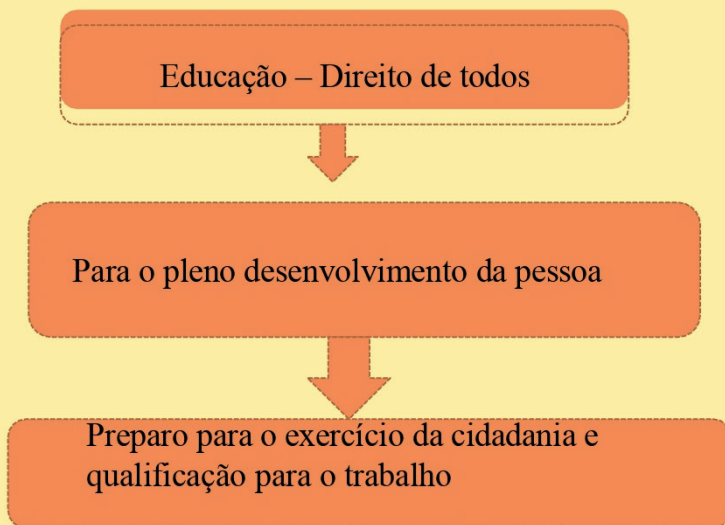 Educação – Direito de todos
Para o pleno desenvolvimento da pessoa
Preparo para o exercício da cidadania e
qualificação para o trabalho